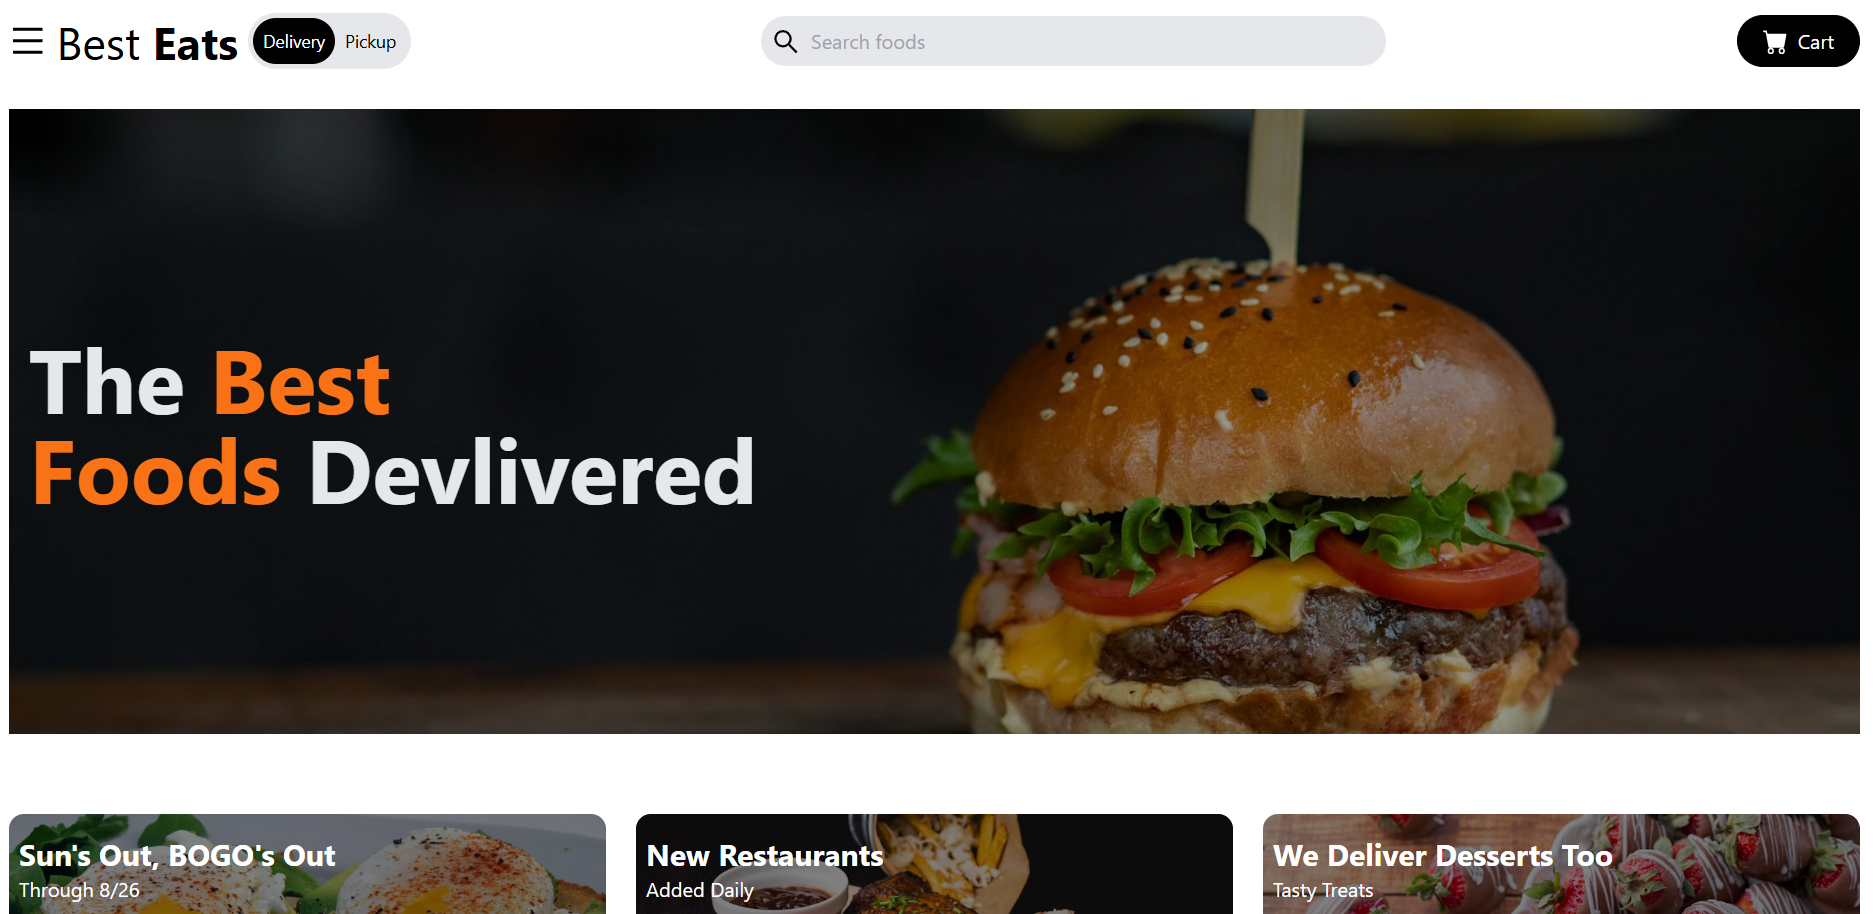 Best Eats
Delivery Pickup
Search foods
Cart
The Best
Foods Devlivered
Sun's Out, BOGO's Out
Through 8/26
New Restaurants
Added Daily
We Deliver Desserts Too
Tasty Treats